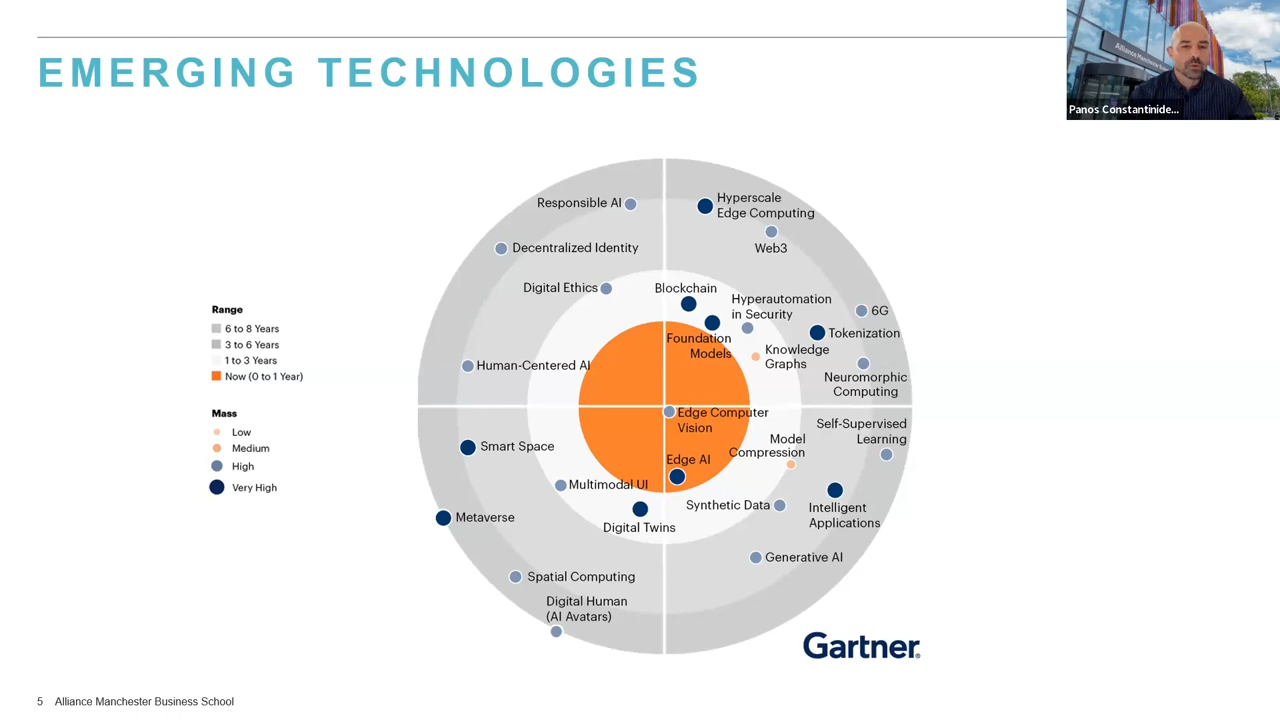 EMERGING TECHNOLOGIES
Alliance Manchester
Panos Constantinide...
Responsible AI
Hyperscale
Edge Computing
Decentralized Identity
Web3
Digital Ethics
Blockchain
Hyperautomation
in Security
6G
Tokenization
Foundation
Models
Knowledge
Graphs
Human-Centered AI
Neuromorphic
Computing
Range
6 to 8 Years
3 to 6 Years
1 to 3 Years
Now (0 to 1 Year)
Mass
Low
Medium
High
Very High
Edge Computer
Vision
Self-Supervised
Learning
Model
Compression
Smart Space
Edge AI
Multimodal UI
Synthetic Data
Intelligent
Applications
Metaverse
Digital Twins
Generative AI
Spatial Computing
Digital Human
(AI Avatars)
Gartner®
5 Alliance Manchester Business School